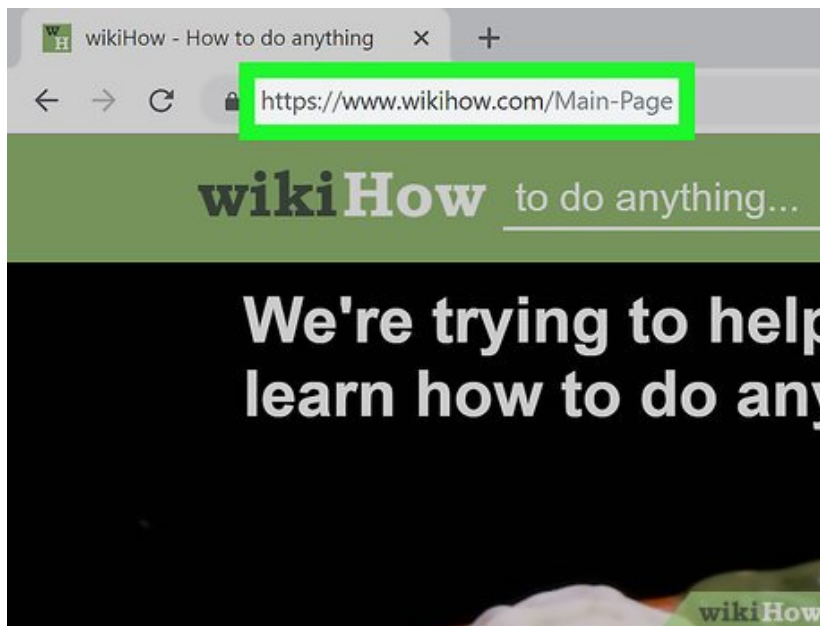 wH
wikiHow - How to do anything
https://www.wikihow.com/Main-Page
wikiHow to do anything...
We're trying to help
learn how to do any
wikiHow